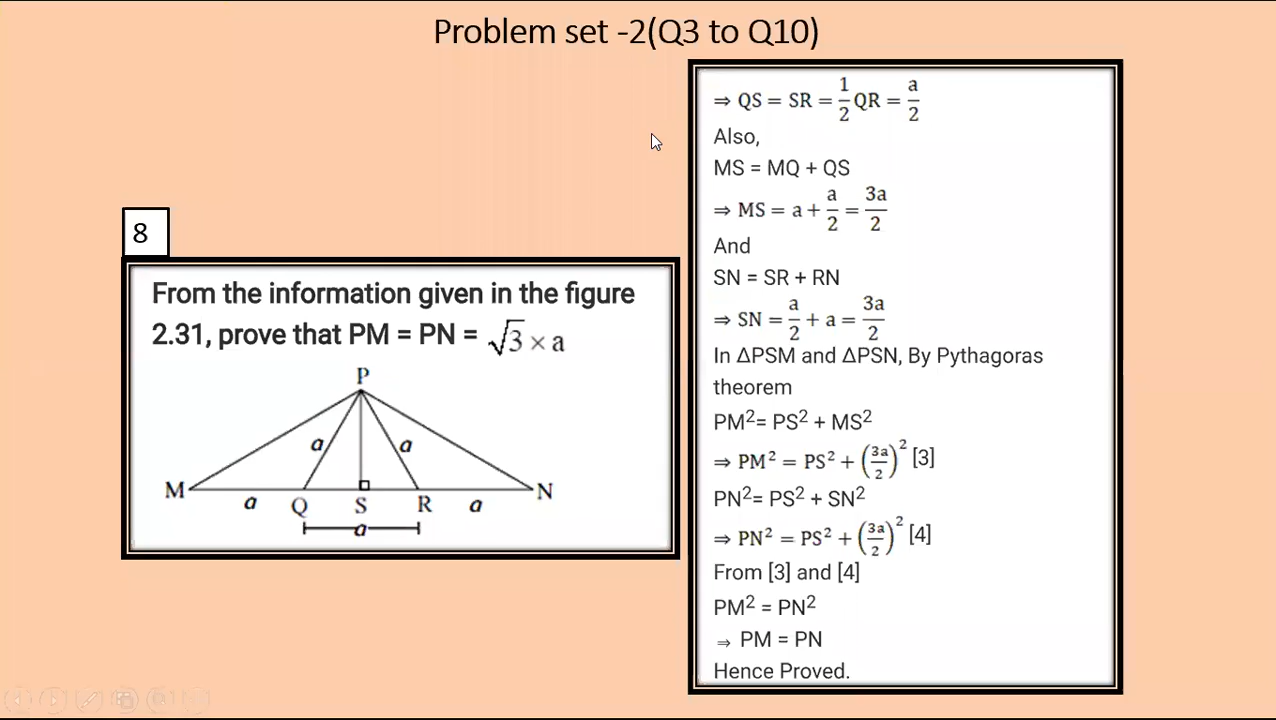 Problem set -2(Q3 to Q10)
8
From the information given in the figure
2.31, prove that PM = PN = √3 × a
P
a a
M Q S R N
a a
a
⇒ QS = SR = 1/2 QR = a/2
Also,
MS = MQ + QS
⇒ MS = a + a/2 = 3a/2
And
SN = SR + RN
⇒ SN = a/2 + a = 3a/2
In ΔPSM and ΔPSN, By Pythagoras
theorem
PM²= PS² + MS²
⇒ PM² = PS² + (3a/2)² [3]
PN²= PS² + SN²
⇒ PN² = PS² + (3a/2)² [4]
From [3] and [4]
PM² = PN²
⇒ PM = PN
Hence Proved.